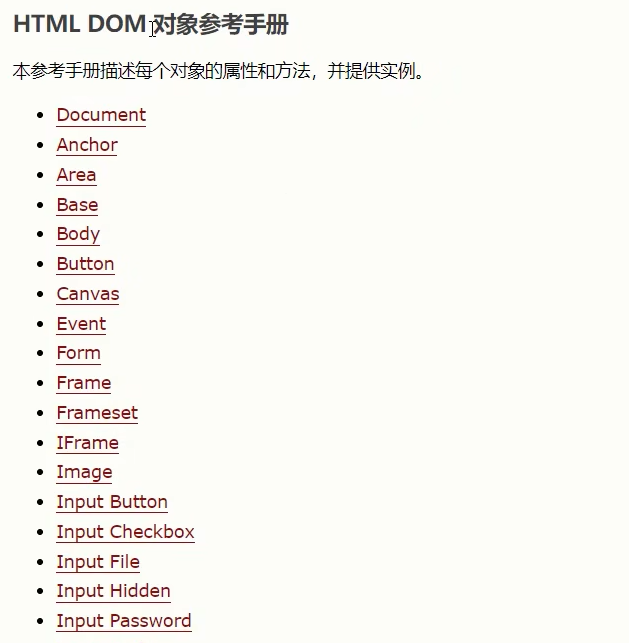 HTML DOM 对象参考手册
本参考手册描述每个对象的属性和方法，并提供实例。
Document
Anchor
Area
Base
Body
Button
Canvas
Event
Form
Frame
Frameset
IFrame
Image
Input Button
Input Checkbox
Input File
Input Hidden
Input Password